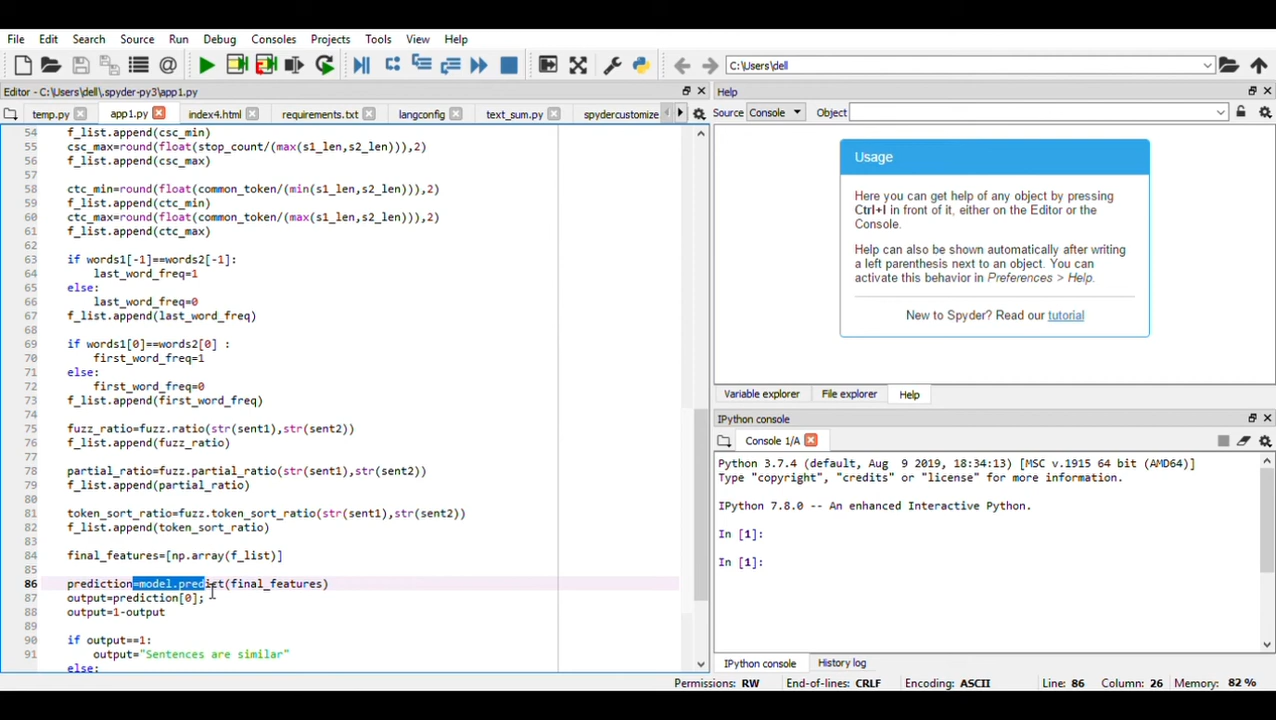 File Edit Search Source Run Debug Consoles Projects Tools View Help
C:\Users\dell
Editor - C:\Users\dell\.spyder-py3\app1.py
temp.py app1.py index4.html requirements.txt langconfig text_sum.py spydercustomize
54 f_list.append(csc_min)
55 csc_max=round(float(stop_count/(max(s1_len,s2_len))),2)
56 f_list.append(csc_max)
57
58 ctc_min=round(float(common_token/(min(s1_len,s2_len))),2)
59 f_list.append(ctc_min)
60 ctc_max=round(float(common_token/(max(s1_len,s2_len))),2)
61 f_list.append(ctc_max)
62
63 if words1[-1]==words2[-1]:
64 last_word_freq=1
65 else:
66 last_word_freq=0
67 f_list.append(last_word_freq)
68
69 if words1[0]==words2[0] :
70 first_word_freq=1
71 else:
72 first_word_freq=0
73 f_list.append(first_word_freq)
74
75 fuzz_ratio=fuzz.ratio(str(sent1),str(sent2))
76 f_list.append(fuzz_ratio)
77
78 partial_ratio=fuzz.partial_ratio(str(sent1),str(sent2))
79 f_list.append(partial_ratio)
80
81 token_sort_ratio=fuzz.token_sort_ratio(str(sent1),str(sent2))
82 f_list.append(token_sort_ratio)
83
84 final_features=[np.array(f_list)]
85
86 prediction=model.predict(final_features)
87 output=prediction[0];
88 output=1-output
89
90 if output==1:
91 output="Sentences are similar"
else:
Help
Source Console Object
Usage
Here you can get help of any object by pressing
Ctrl+I in front of it, either on the Editor or the
Console.
Help can also be shown automatically after writing
a left parenthesis next to an object. You can
activate this behavior in Preferences > Help.
New to Spyder? Read our tutorial
Variable explorer File explorer Help
IPython console
Console 1/A
Python 3.7.4 (default, Aug 9 2019, 18:34:13) [MSC v.1915 64 bit (AMD64)]
Type "copyright", "credits" or "license" for more information.
IPython 7.8.0 -- An enhanced Interactive Python.
In [1]:
In [1]:
IPython console History log
Permissions: RW End-of-lines: CRLF Encoding: ASCII Line: 86 Column: 26 Memory: 82 %